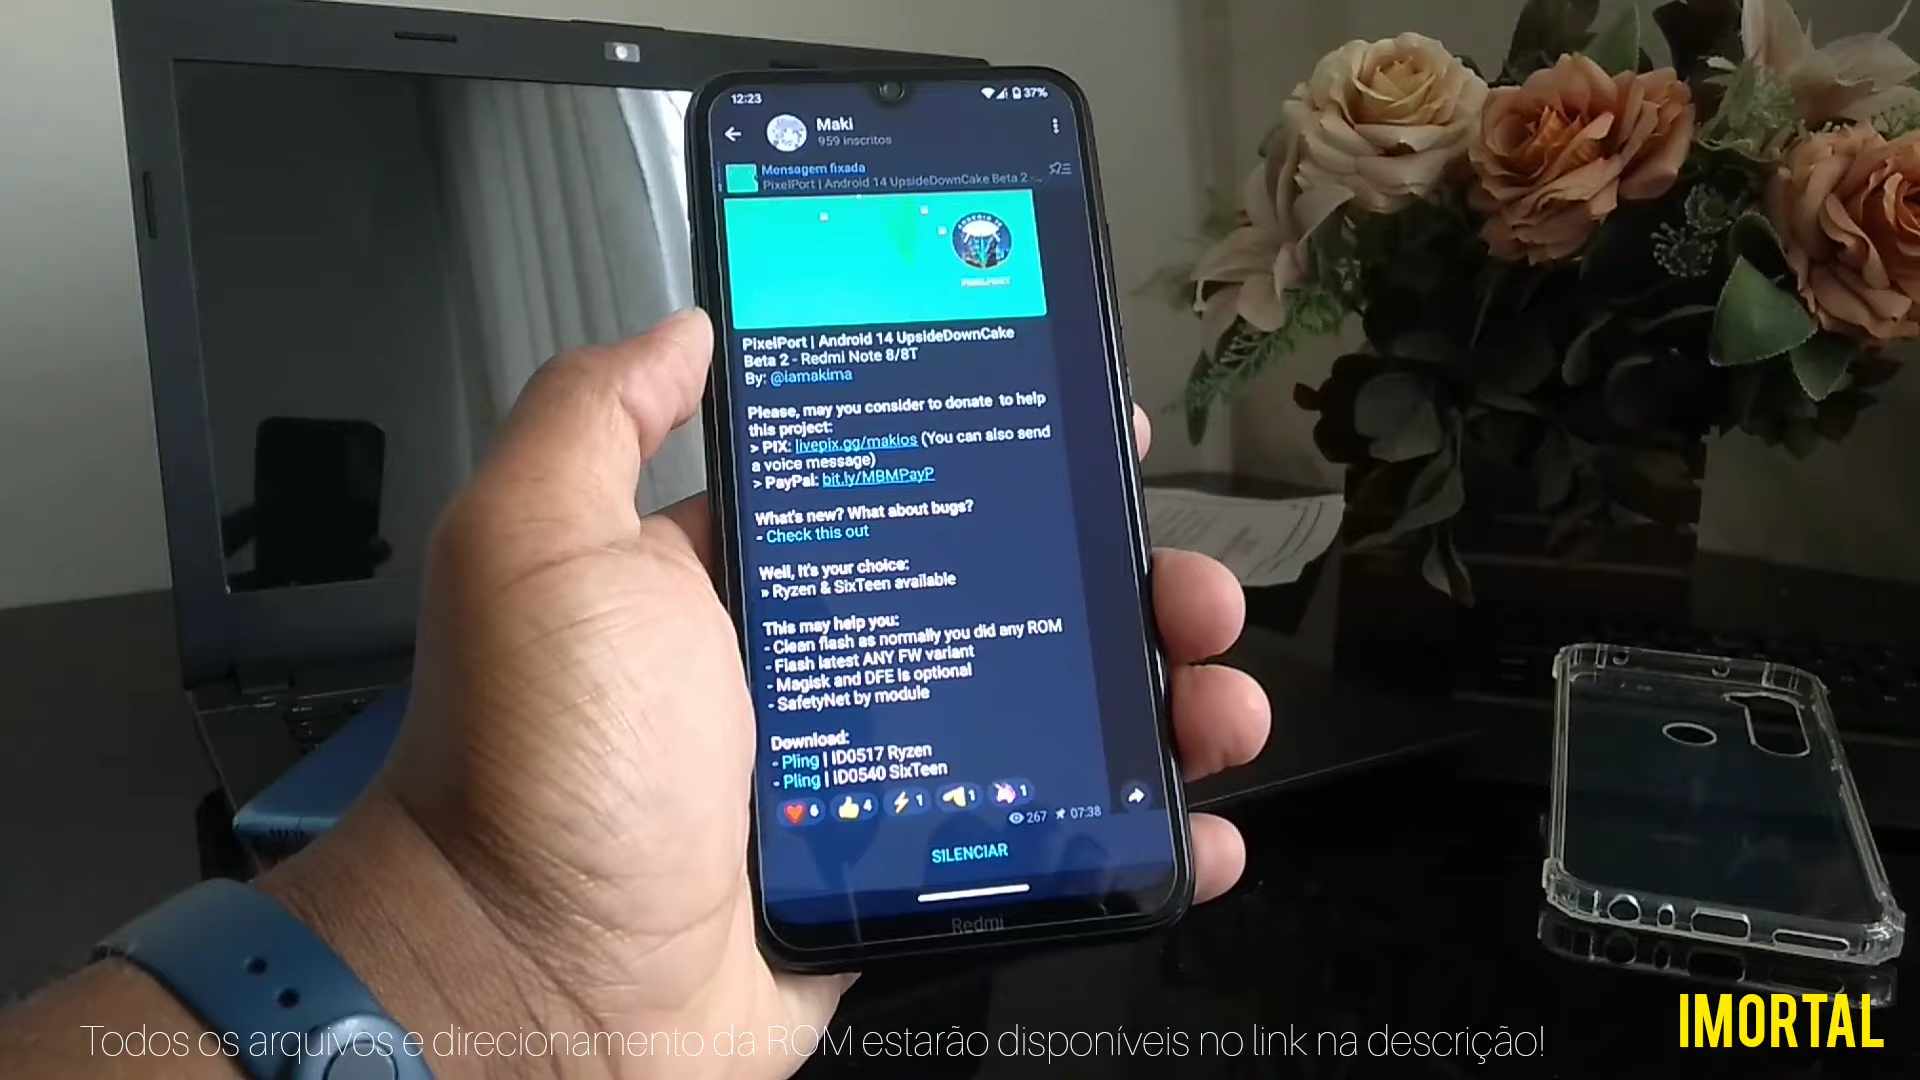 12:23
37%
Maki
959 inscritos
Mensagem fixada
PixelPort | Android 14 UpsideDownCake Beta 2 -...
PixelPort | Android 14 UpsideDownCake
Beta 2 - Redmi Note 8/8T
By: @iamakima
Please, may you consider to donate to help
this project:
> PIX: livepix.gg/makios (You can also send
a voice message)
> PayPal: bit.ly/MBMPayP
What's new? What about bugs?
- Check this out
Well, it's your choice:
» Ryzen & SixTeen available
This may help you:
- Clean flash as normally you did any ROM
- Flash latest ANY FW variant
- Magisk and DFE is optional
- SafetyNet by module
Download:
- Pling | ID0517 Ryzen
- Pling | ID0540 SixTeen
6 4 1 1 1
267 07:38
SILENCIAR
Redmi
Todos os arquivos e direcionamento da ROM estarão disponíveis no link na descrição!
IMORTAL